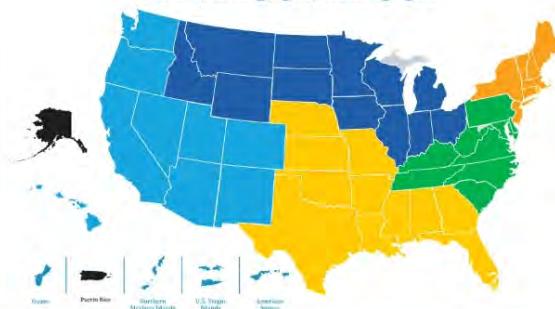 Guam
Puerto Rico
Northern
Mariana Islands
U.S. Virgin
Islands
American
Samoa